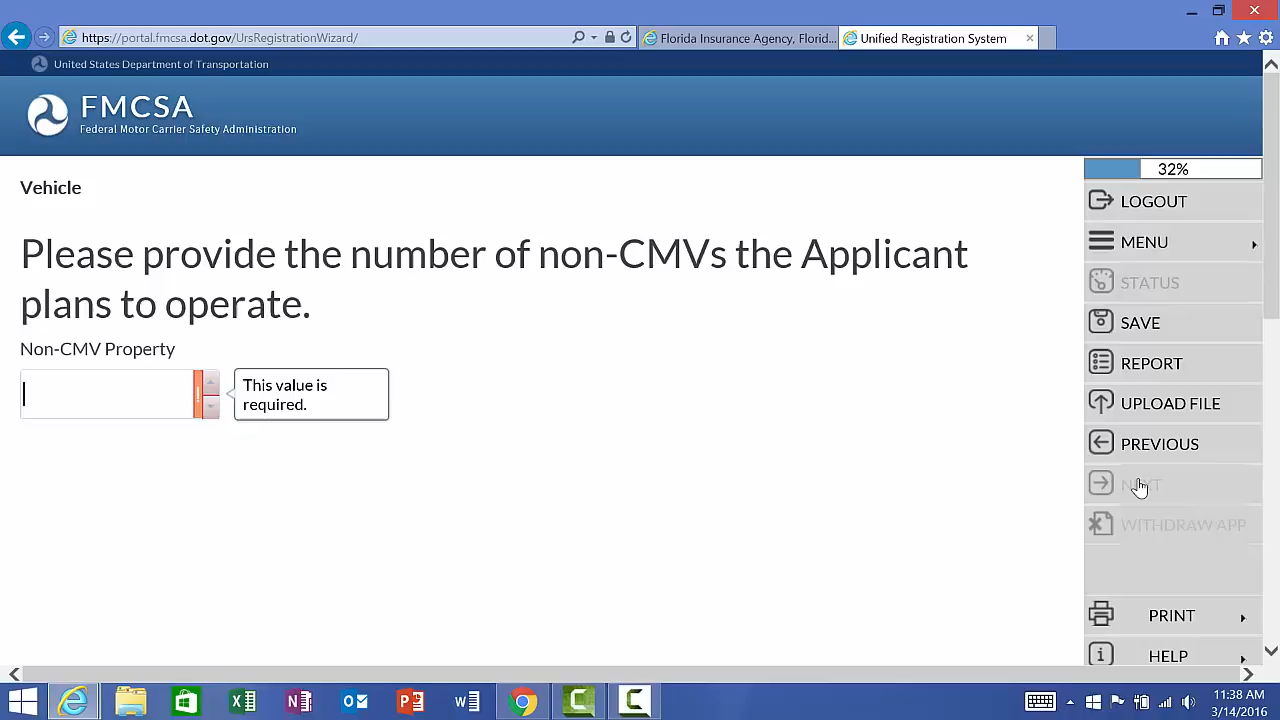 https://portal.fmcsa.dot.gov/UrsRegistrationWizard/
Florida Insurance Agency, Florid...
Unified Registration System
United States Department of Transportation
FMCSA
Federal Motor Carrier Safety Administration
32%
Vehicle
LOGOUT
Please provide the number of non-CMVs the Applicant
plans to operate.
MENU
STATUS
SAVE
Non-CMV Property
REPORT
This value is
required.
UPLOAD FILE
PREVIOUS
NEXT
WITHDRAW APP
PRINT
HELP
11:38 AM
3/14/2016